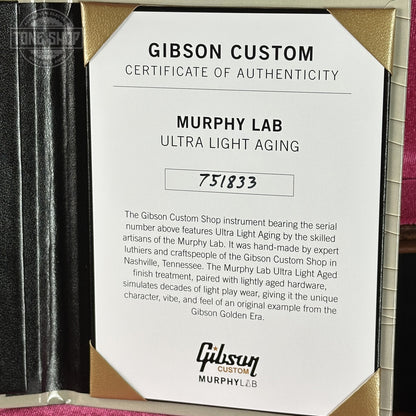 TONE SHOP
GIBSON CUSTOM
CERTIFICATE OF AUTHENTICITY
MURPHY LAB
ULTRA LIGHT AGING
751833
The Gibson Custom Shop instrument bearing the serial
number above features Ultra Light Aging by the skilled
artisans of the Murphy Lab. It was hand-made by expert
luthiers and craftspeople of the Gibson Custom Shop in
Nashville, Tennessee. The Murphy Lab Ultra Light Aged
finish treatment, paired with lightly aged hardware,
simulates decades of light play wear, giving it the unique
character, vibe, and feel of an original example from the
Gibson Golden Era.
Gibson
CUSTOM
MURPHYLAB